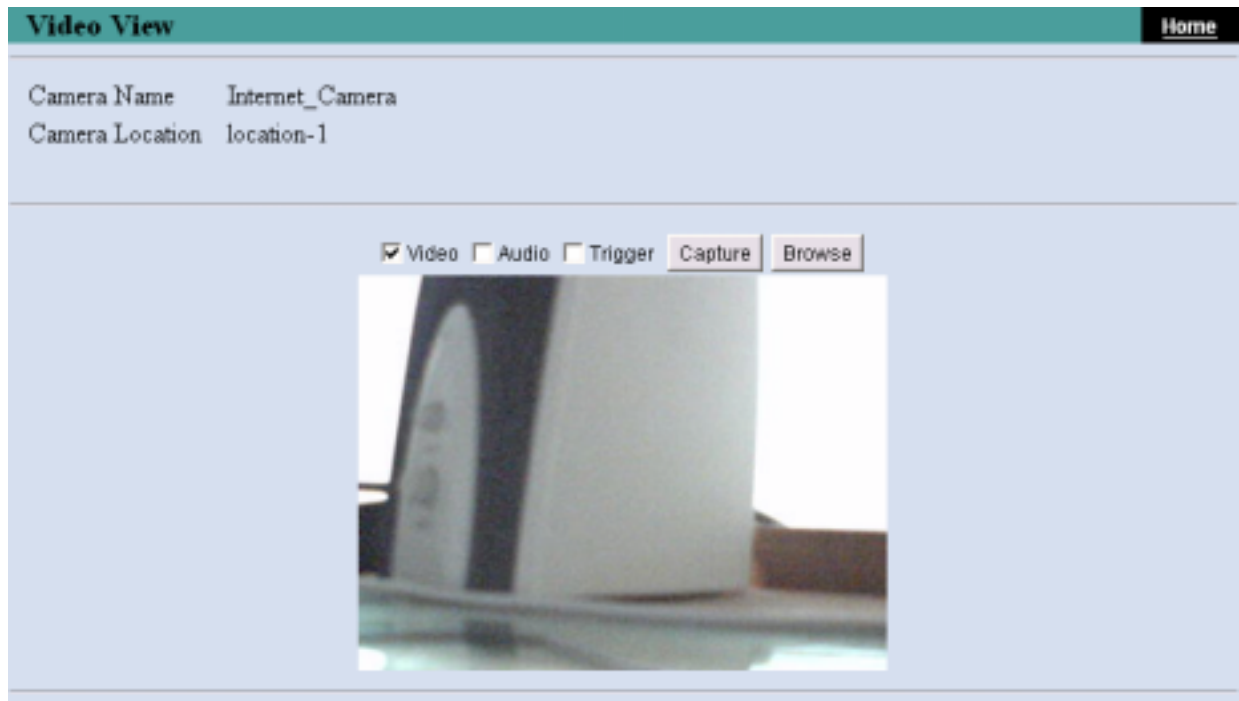 Video View Home
Camera Name Internet_Camera
Camera Location location-1
Video Audio Trigger Capture Browse